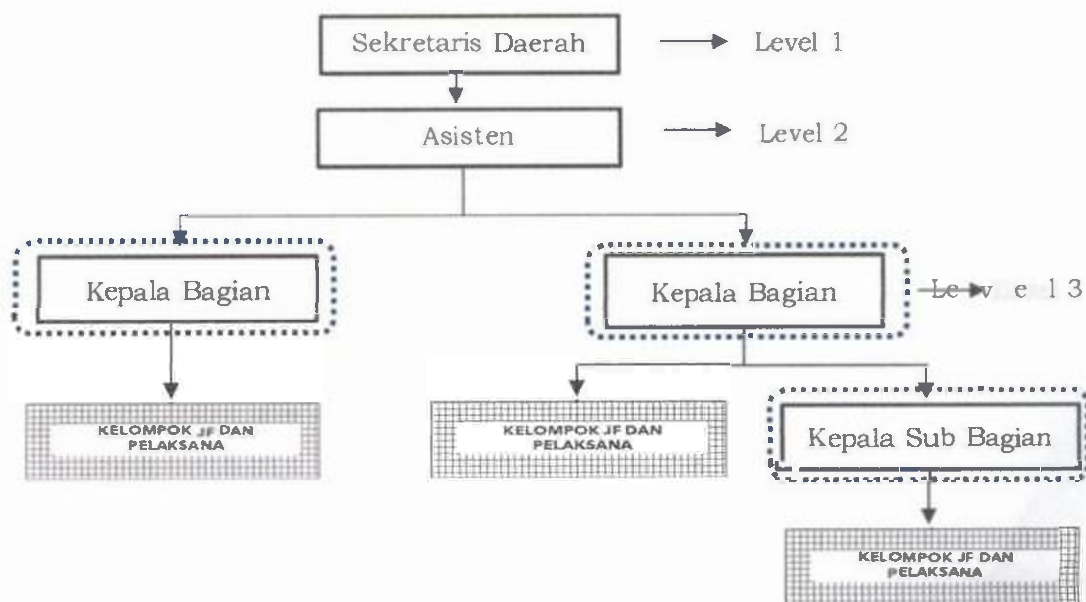 Sekretaris Daerah
Level 1
Asisten
Level 2
Kepala Bagian
Kepala Bagian
Level 3
KELOMPOK JF DAN
PELAKSANA
KELOMPOK JF DAN
PELAKSANA
Kepala Sub Bagian
KELOMPOK JF DAN
PELAKSANA